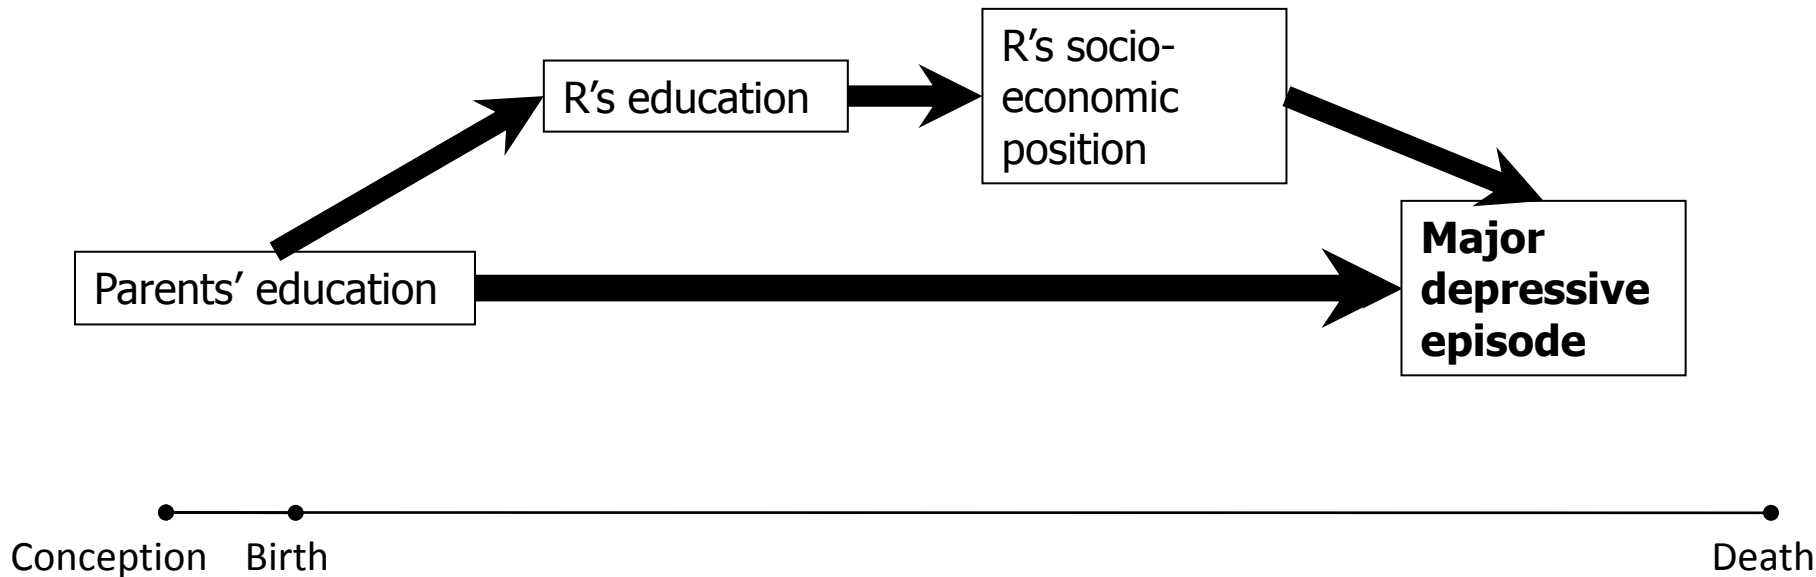 R's education
R's socio-
economic
position
Parents’ education
Major
depressive
episode
Conception
Birth
Death